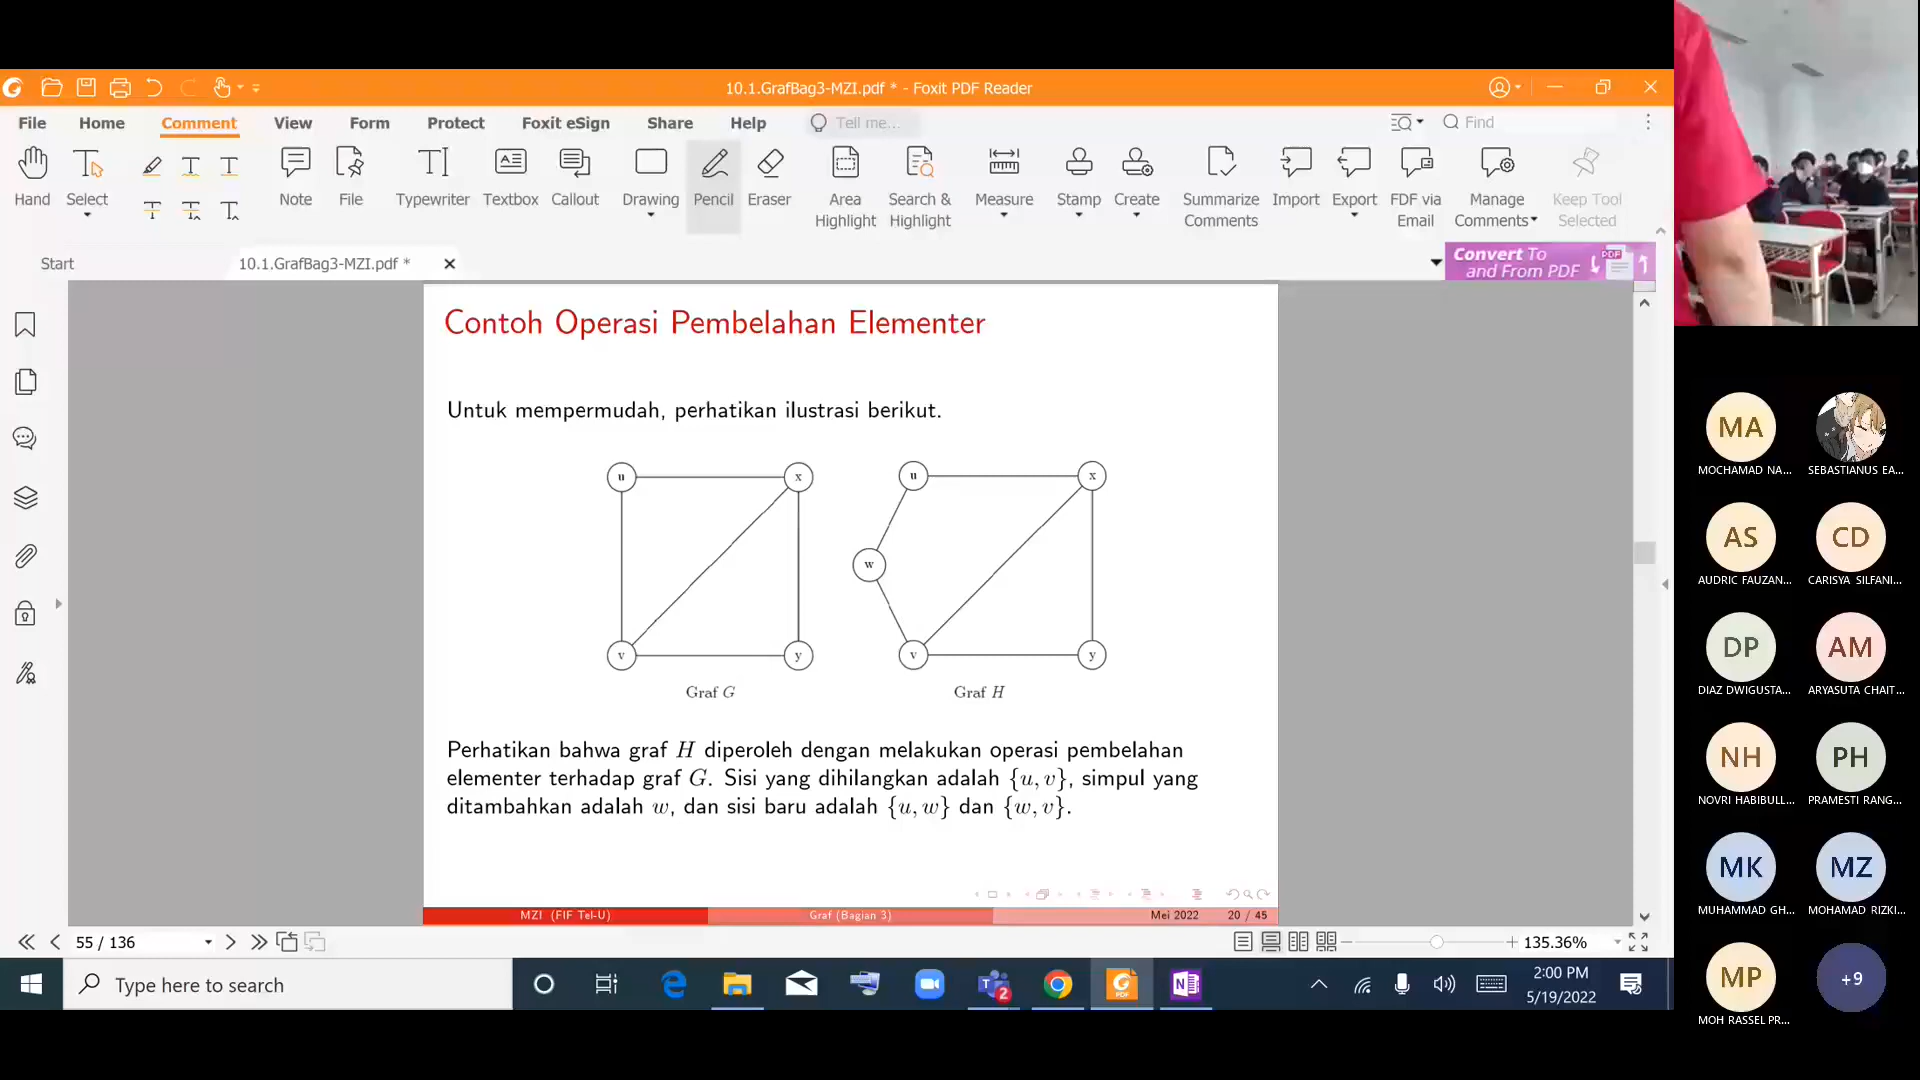 10.1.GrafBag3-MZI.pdf * - Foxit PDF Reader
File Home Comment View Form Protect Foxit eSign Share Help Tell me... Find
Hand Select Note File Typewriter Textbox Callout Drawing Pencil Eraser Area Highlight Search & Highlight Measure Stamp Create Summarize Comments Import Export FDF via Email Manage Comments Keep Tool Selected
Start 10.1.GrafBag3-MZI.pdf *
Convert To
and From PDF
PDF
Contoh Operasi Pembelahan Elementer
Untuk mempermudah, perhatikan ilustrasi berikut.
u x u x
w
v y v y
Graf G Graf H
Perhatikan bahwa graf H diperoleh dengan melakukan operasi pembelahan
elementer terhadap graf G. Sisi yang dihilangkan adalah {u, v}, simpul yang
ditambahkan adalah w, dan sisi baru adalah {u, w} dan {w, v}.
MZI (FIF Tel-U) Graf (Bagian 3) Mei 2022 20 / 45
55 / 136 135.36%
Type here to search
2
2:00 PM
5/19/2022
MA
MOCHAMAD NA... SEBASTIANUS EA...
AS CD
AUDRIC FAUZAN... CARISYA SILFANI...
DP AM
DIAZ DWIGUSTA... ARYASUTA CHAIT...
NH PH
NOVRI HABIBULL... PRAMESTI RANG...
MK MZ
MUHAMMAD GH... MOHAMAD RIZKI...
MP +9
MOH RASSEL PR...